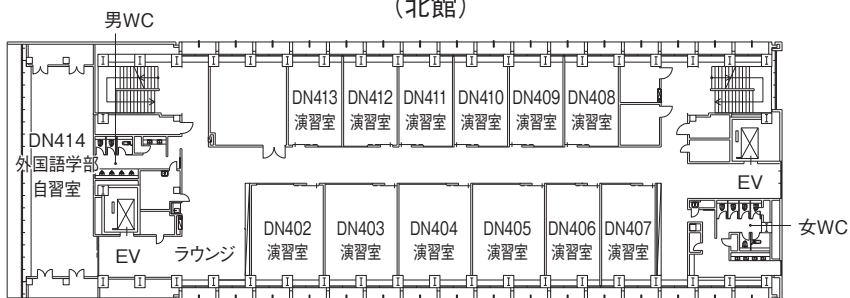 (北館)
男WC
DN413
演習室
DN412
演習室
DN411
演習室
DN410
演習室
DN409
演習室
DN408
演習室
DN414
外国語学部
自習室
EV
DN402
演習室
DN403
演習室
DN404
演習室
DN405
演習室
DN406
演習室
DN407
演習室
女WC
EV
ラウンジ